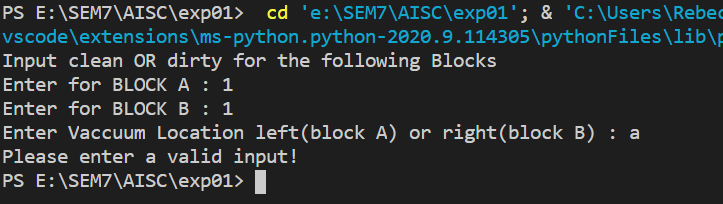 PS E:\SEM7\AISC\exp01>  cd 'e:\SEM7\AISC\exp01'; & 'C:\Users\Rebec
vscode\extensions\ms-python.python-2020.9.114305\pythonFiles\lib\p
Input clean OR dirty for the following Blocks
Enter for BLOCK A : 1
Enter for BLOCK B : 1
Enter Vaccuum Location left(block A) or right(block B) : a
Please enter a valid input!
PS E:\SEM7\AISC\exp01>